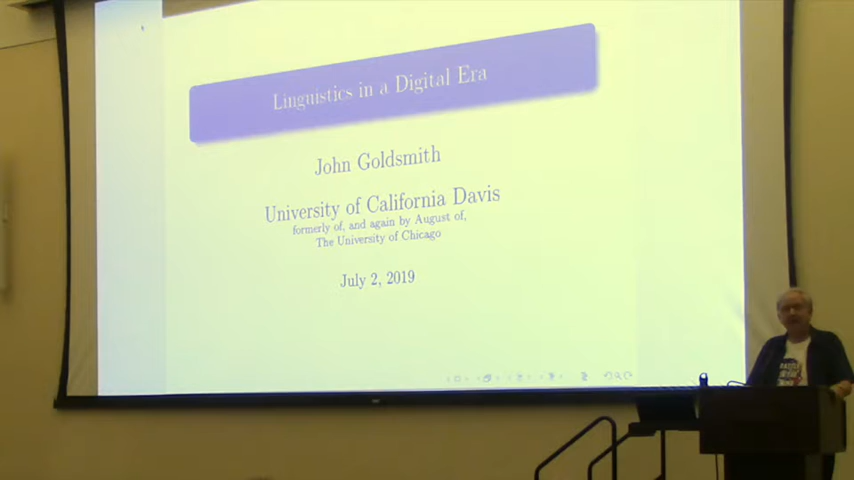 Linguistics in a Digital Era
John Goldsmith
University of California Davis
formerly of, and again by August of,
The University of Chicago
July 2, 2019